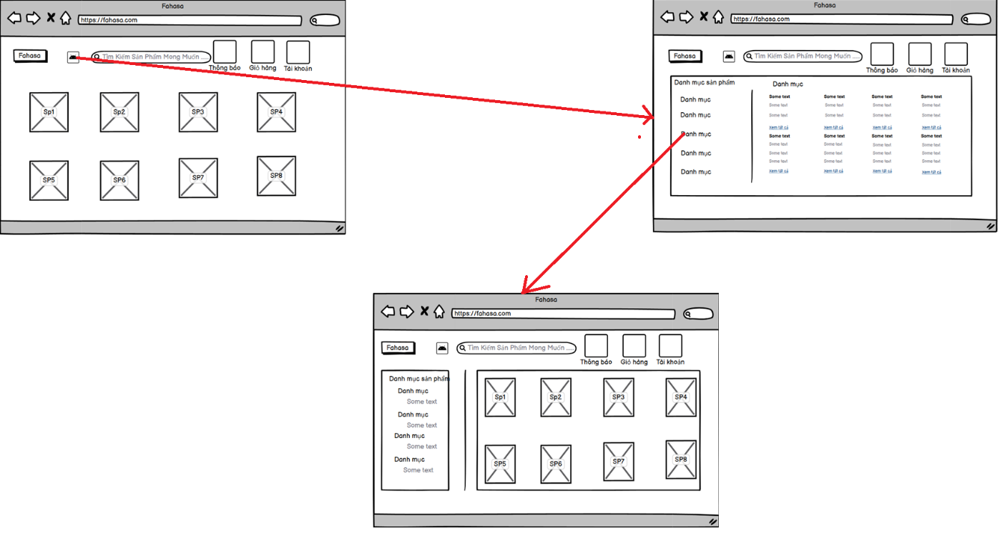 Fahasa
https://fahasa.com
Fahasa
Tìm Kiếm Sản Phẩm Mong Muốn .....
Thông báo
Giỏ hàng
Tài khoản
Sp1
Sp2
SP3
SP4
SP5
SP6
SP7
SP8
Fahasa
https://fahasa.com
Fahasa
Tìm Kiếm Sản Phẩm Mong Muốn .....
Thông báo
Giỏ hàng
Tài khoản
Danh mục sản phẩm
Danh mục
Danh mục
Danh mục
Danh mục
Danh mục
Danh mục
Some text Some text Some text Some text
Some text Some text Some text Some text
Some text Some text Some text Some text
Xem tất cả Xem tất cả Xem tất cả Xem tất cả
Some text Some text Some text Some text
Some text Some text Some text Some text
Some text Some text Some text Some text
Some text Some text Some text Some text
Xem tất cả Xem tất cả Xem tất cả Xem tất cả
Fahasa
https://fahasa.com
Fahasa
Tìm Kiếm Sản Phẩm Mong Muốn .....
Thông báo
Giỏ hàng
Tài khoản
Danh mục sản phẩm
Danh mục
Some text
Danh mục
Some text
Danh mục
Some text
Danh mục
Some text
Sp1
Sp2
SP3
SP4
SP5
SP6
SP7
SP8